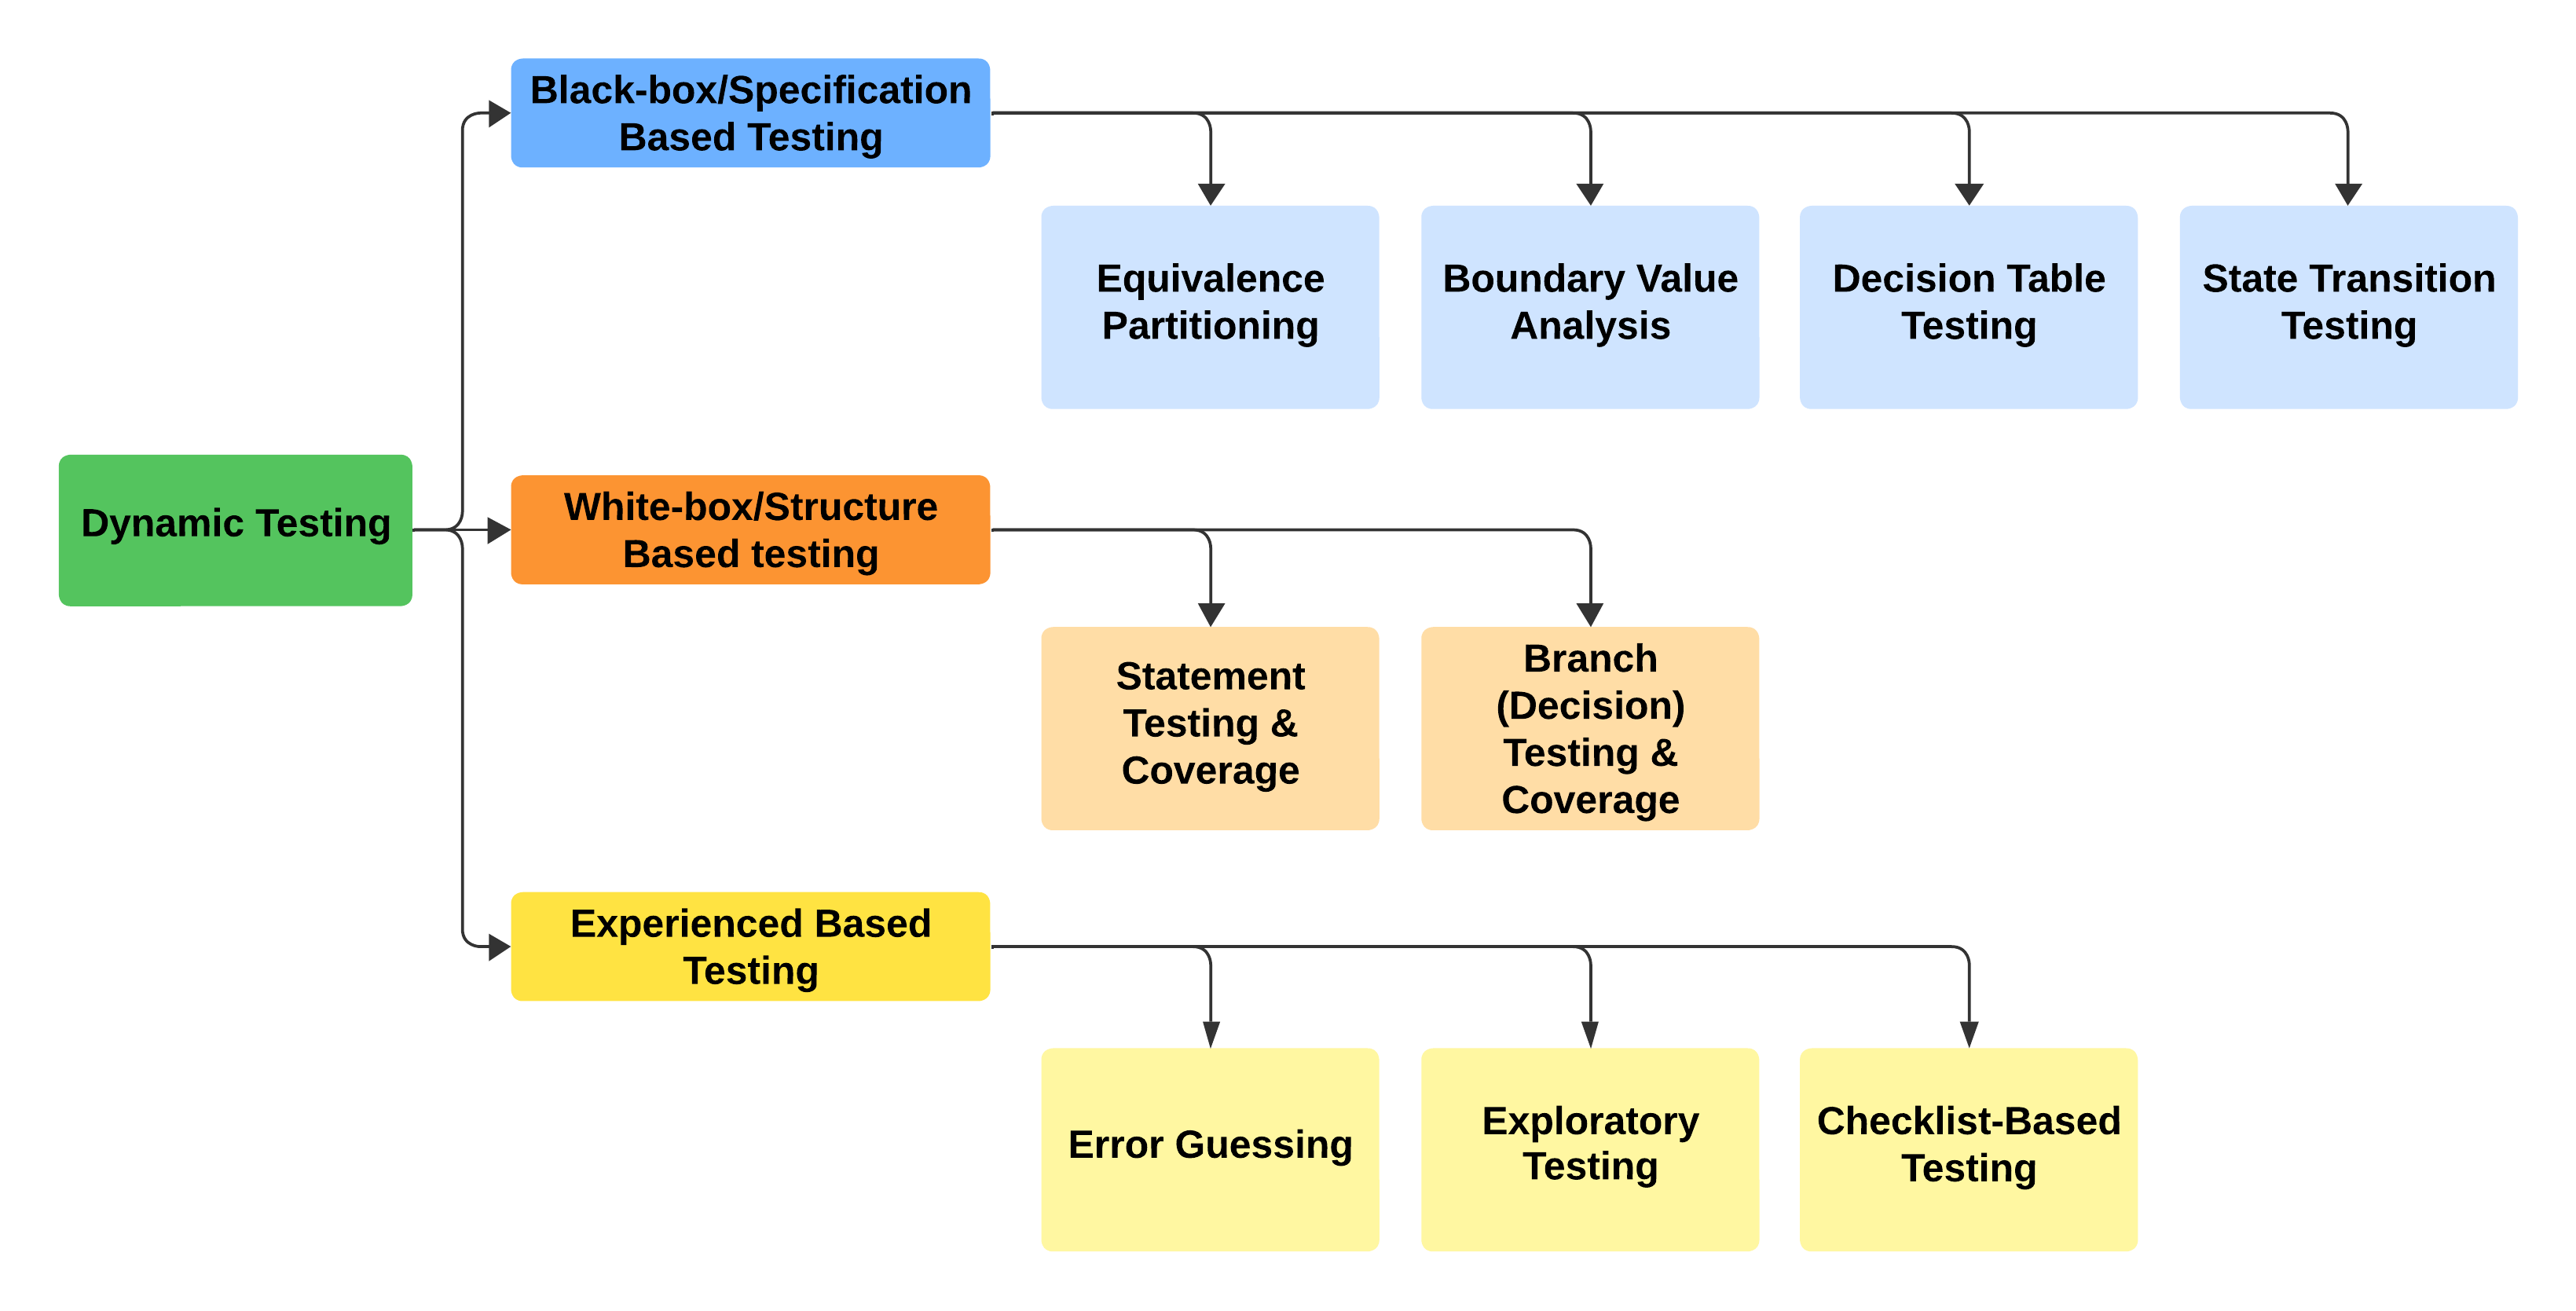 Black-box/Specification
Based Testing
Equivalence
Partitioning
Boundary Value
Analysis
Decision Table
Testing
State Transition
Testing
Dynamic Testing
White-box/Structure
Based testing
Statement
Testing &
Coverage
Branch
(Decision)
Testing &
Coverage
Experienced Based
Testing
Error Guessing
Exploratory
Testing
Checklist-Based
Testing